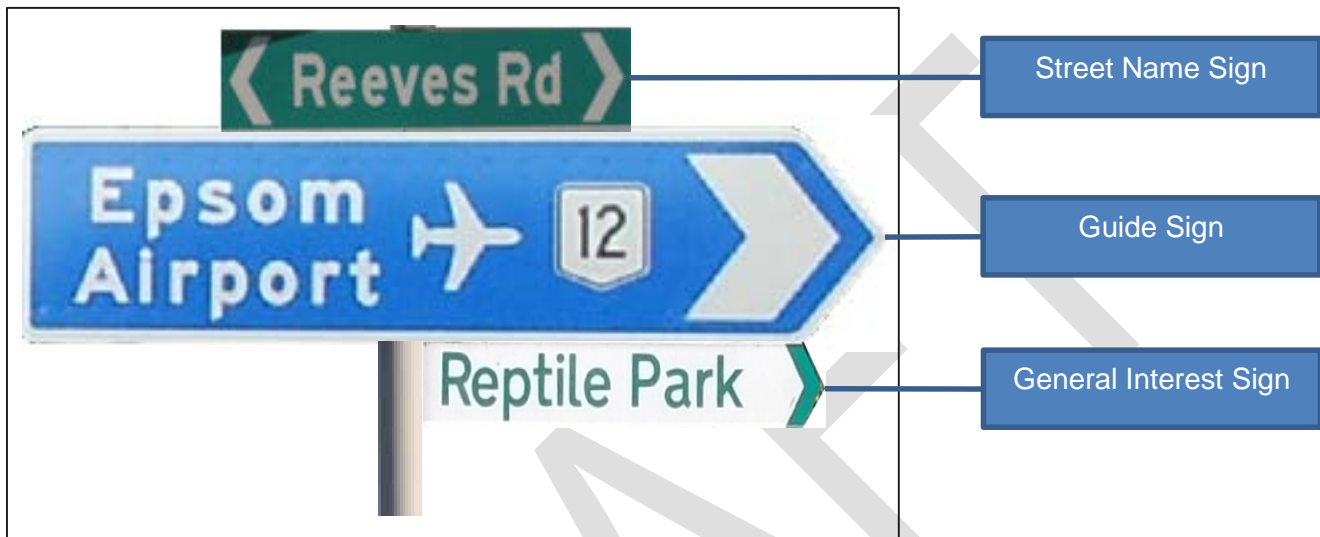 Reeves Rd
Street Name Sign
Epsom
Airport
12
Guide Sign
Reptile Park
General Interest Sign